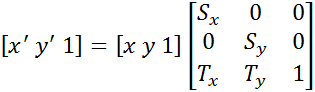 [x′ y′ 1] = [x y 1] [S_x 0 0
0 S_y 0
T_x T_y 1]